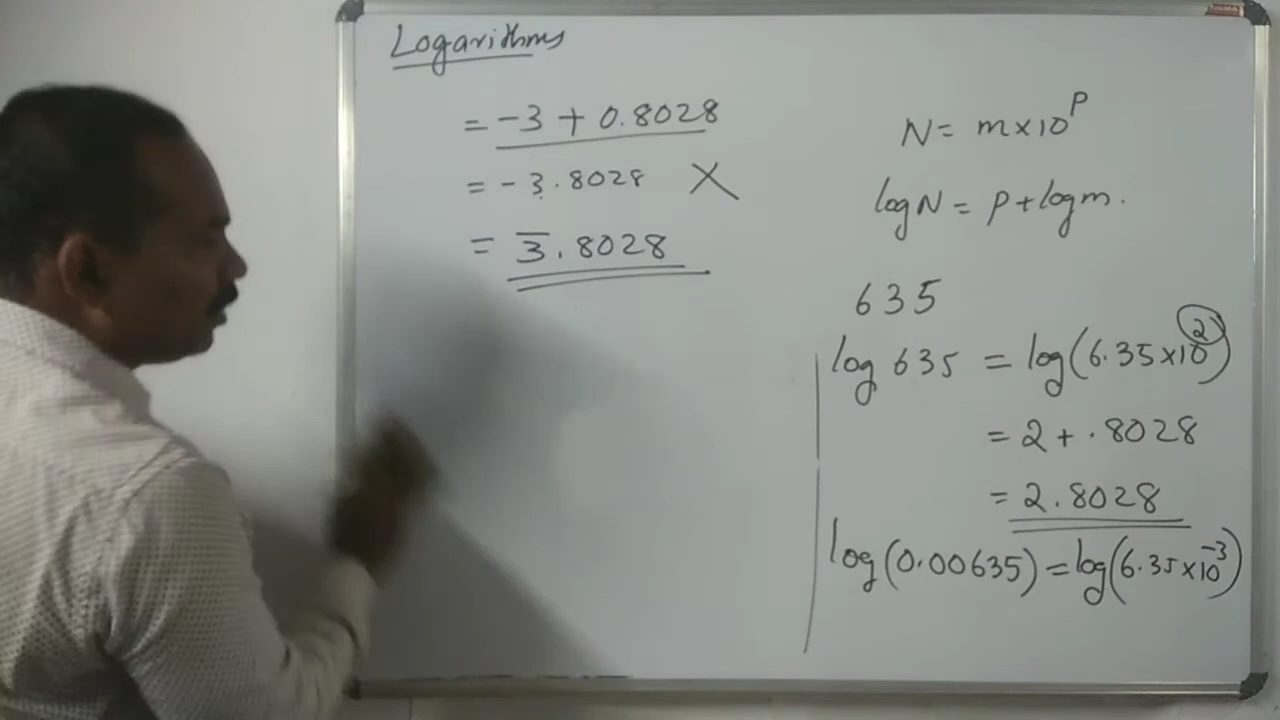 Logarithms
= -3 + 0.8028
= -3.8028 X
= 3̅.8028
N = m×10^P
log N = P + log m.
635
log 635 = log(6.35×10^2)
= 2 + .8028
= 2.8028
log(0.00635) = log(6.35×10^-3)
SIGMA